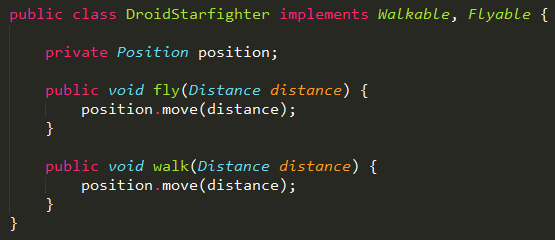 public class DroidStarfighter implements Walkable, Flyable {
private Position position;
public void fly(Distance distance) {
position.move(distance);
}
public void walk(Distance distance) {
position.move(distance);
}
}